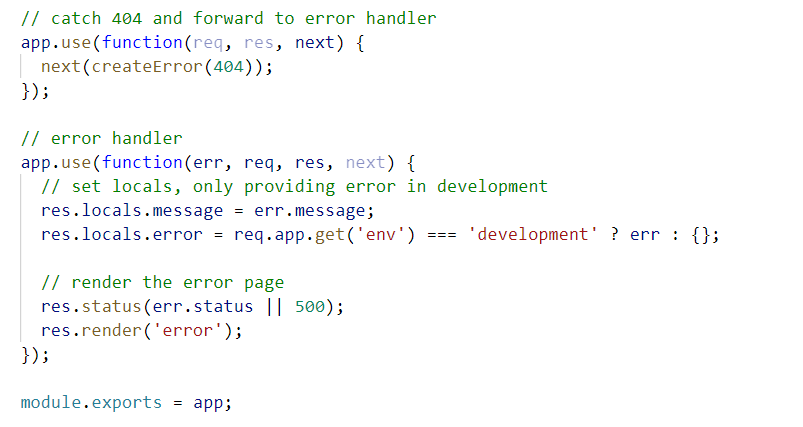 // catch 404 and forward to error handler
app.use(function(req, res, next) {
  next(createError(404));
});

// error handler
app.use(function(err, req, res, next) {
  // set locals, only providing error in development
  res.locals.message = err.message;
  res.locals.error = req.app.get('env') === 'development' ? err : {};

  // render the error page
  res.status(err.status || 500);
  res.render('error');
});

module.exports = app;